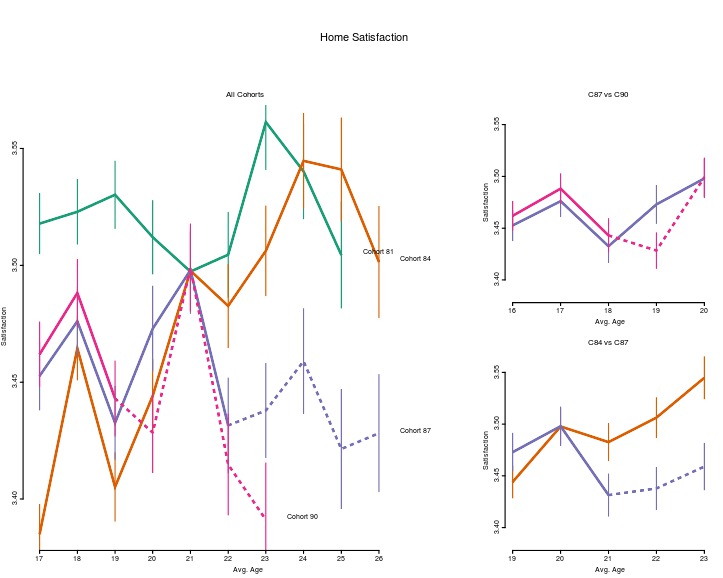 Home Satisfaction
All Cohorts
Satisfaction
3.55
3.50
3.45
3.40
Cohort 81
Cohort 84
Cohort 87
Cohort 90
17 18 19 20 21 22 23 24 25 26
Avg. Age
C87 vs C90
Satisfaction
3.55
3.50
3.45
3.40
16 17 18 19 20
Avg. Age
C84 vs C87
Satisfaction
3.55
3.50
3.45
3.40
19 20 21 22 23
Avg. Age